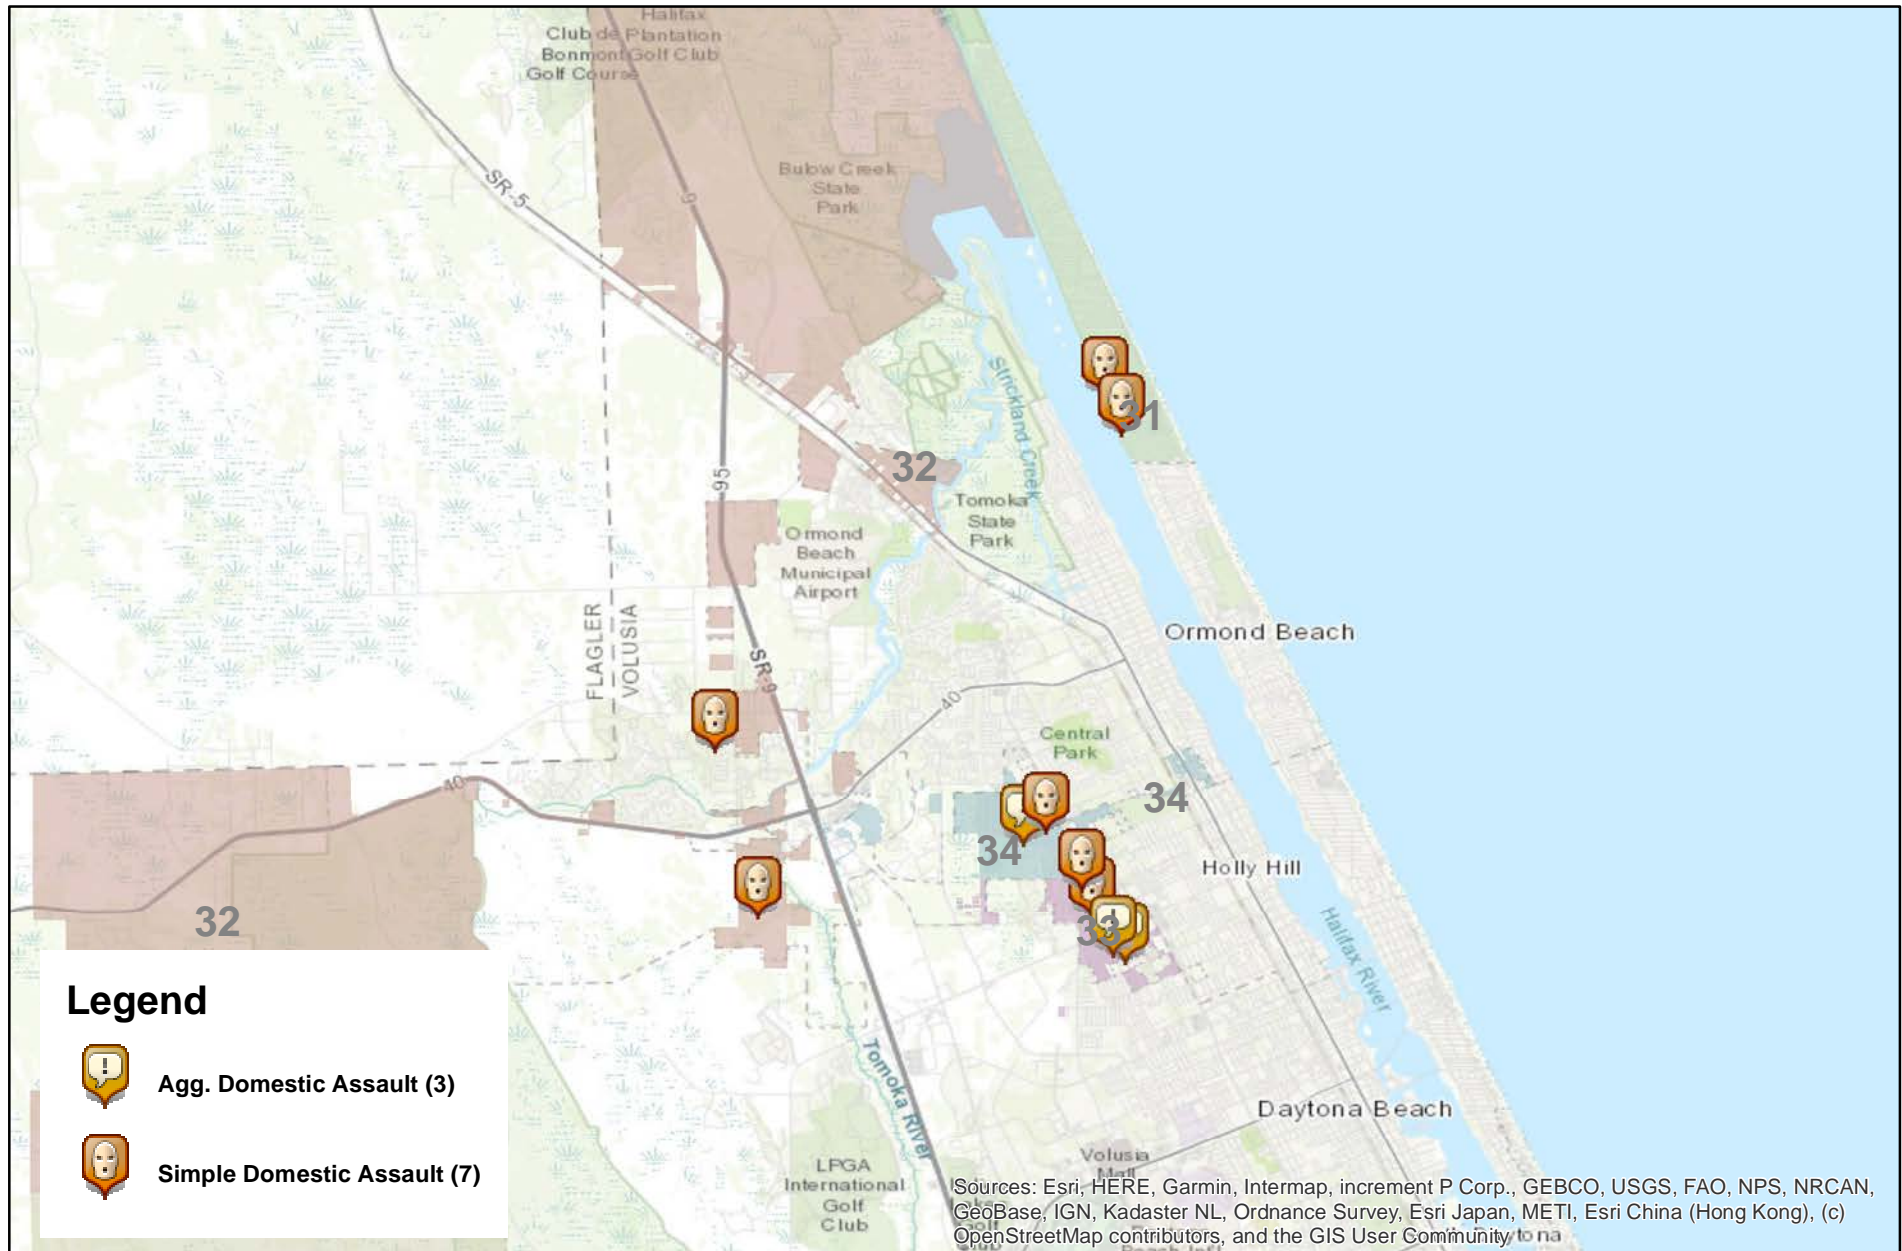 Halifax
Plantation
Golf Club
Club de
Bonmont
Golf Course
SR-5
9
Bulow Creek
State
Park
31
Strickland Creek
32
95
Tomoka
State
Park
Ormond
Beach
Municipal
Airport
FLAGLER
VOLUSIA
SR-9
Ormond Beach
40
Central
Park
40
34
34
Holly Hill
32
33
Halifax River
Legend
Agg. Domestic Assault (3)
Simple Domestic Assault (7)
Tomoka River
Daytona Beach
LPGA
International
Golf
Club
Volusia
Mall
Sources: Esri, HERE, Garmin, Intermap, increment P Corp., GEBCO, USGS, FAO, NPS, NRCAN,
GeoBase, IGN, Kadaster NL, Ordnance Survey, Esri Japan, METI, Esri China (Hong Kong), (c)
OpenStreetMap contributors, and the GIS User Community